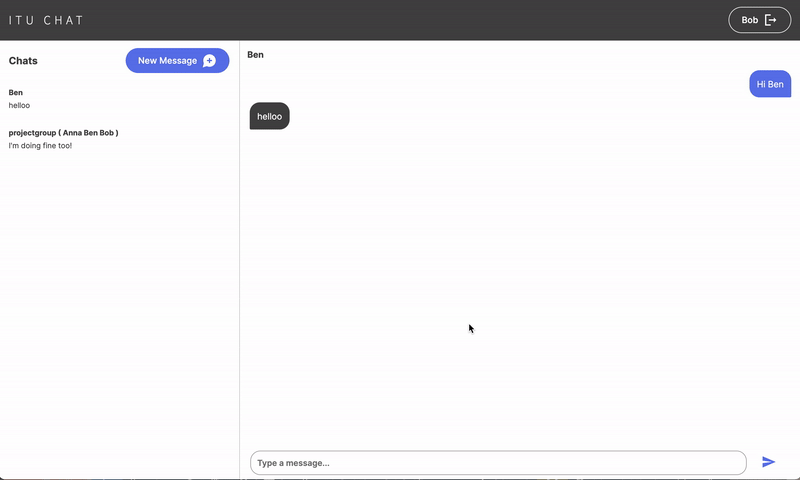 ITU CHAT
Bob
Chats
New Message
Ben
helloo
projectgroup ( Anna Ben Bob )
I'm doing fine too!
Ben
Hi Ben
helloo
Type a message...